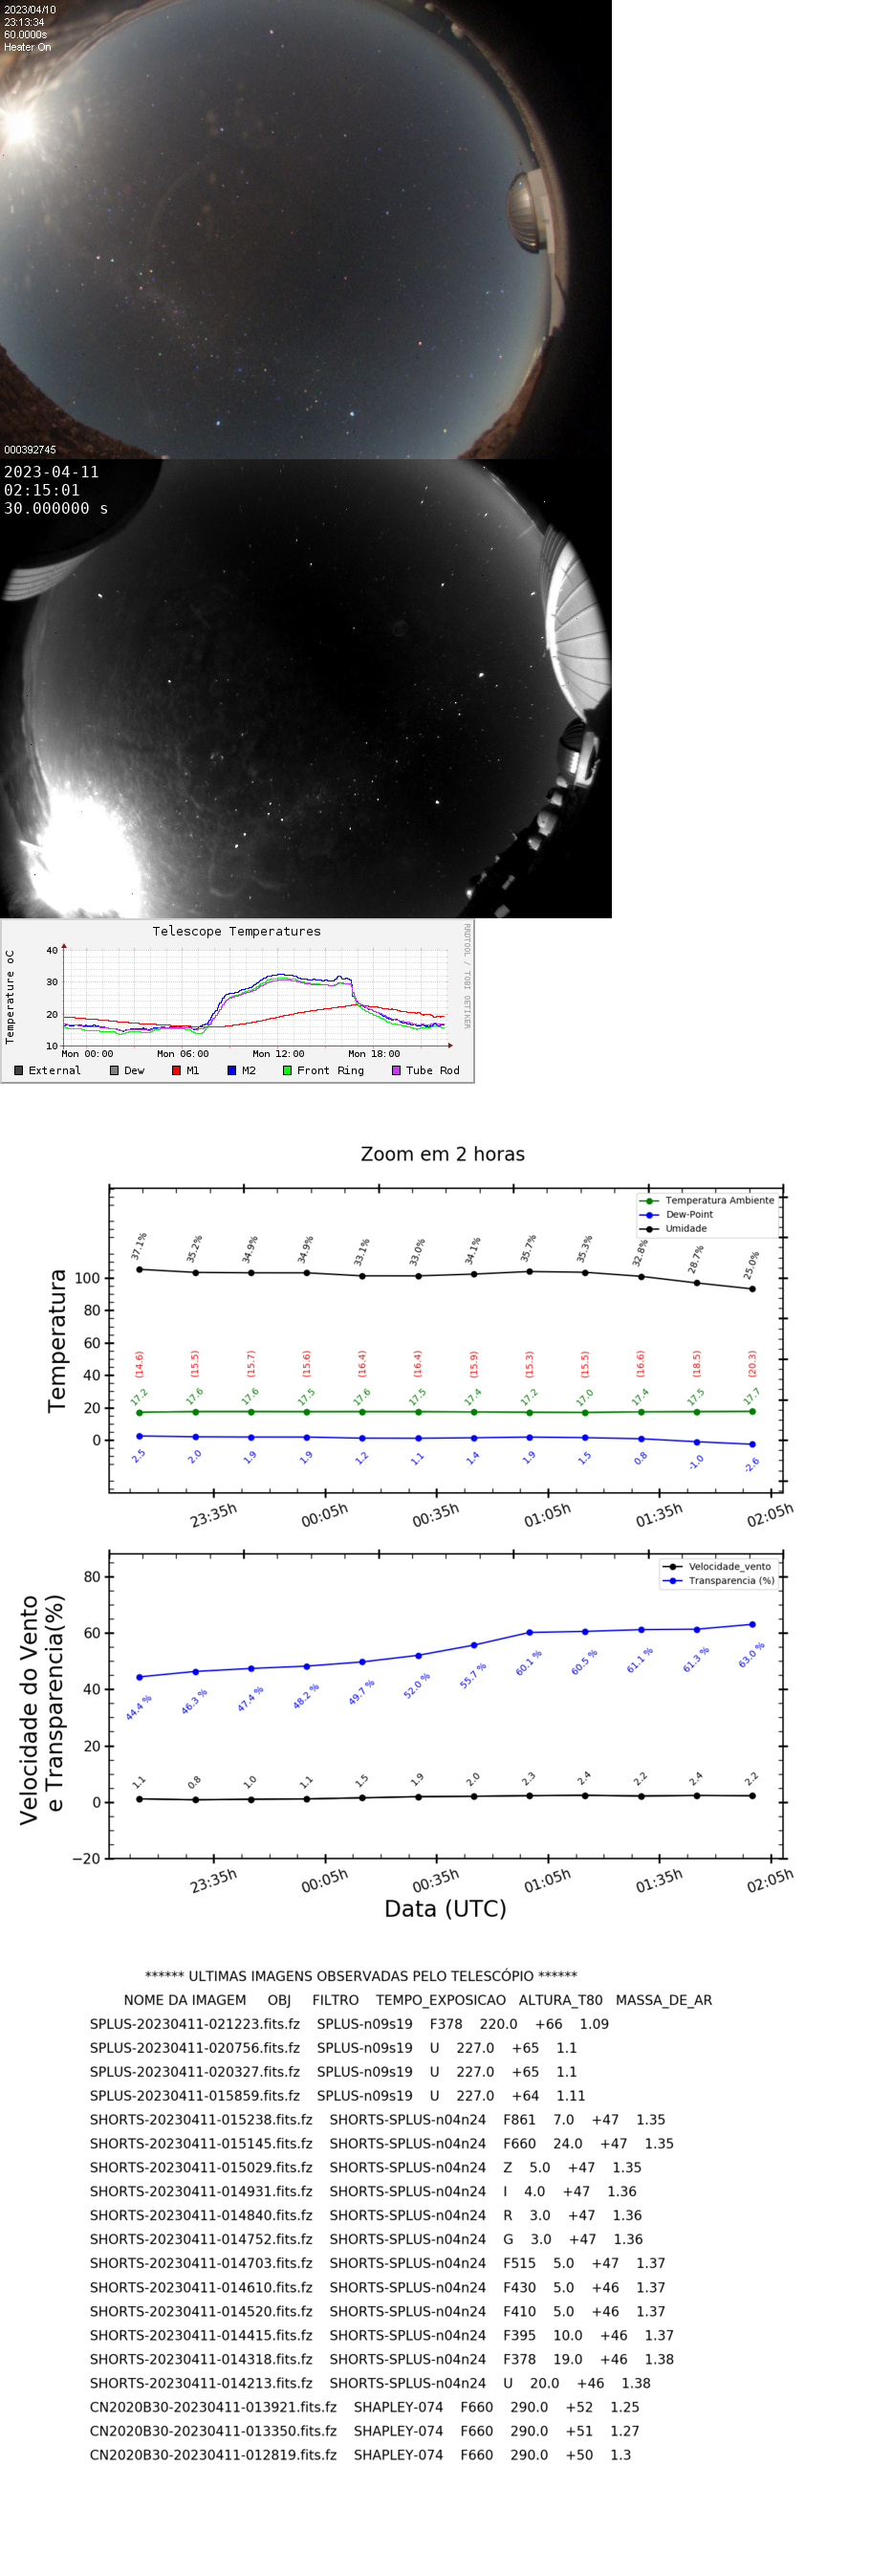 2023/04/10
23:13:34
60.0000s
Heater On
000392745
2023-04-11
02:15:01
30.000000 s
Telescope Temperatures
RRDTOOL / TOBI OETIKER
Temperature oC
40
30
20
10
Mon 00:00 Mon 06:00 Mon 12:00 Mon 18:00
External Dew M1 M2 Front Ring Tube Rod
Zoom em 2 horas
Temperatura Ambiente
Dew-Point
Umidade
Temperatura
100
80
60
40
20
0
37.1% 35.2% 34.9% 34.9% 33.1% 33.0% 34.1% 35.7% 35.3% 32.8% 28.7% 25.0%
(14.6) (15.5) (15.7) (15.6) (16.4) (16.4) (15.9) (15.3) (15.5) (16.6) (18.5) (20.3)
17.2 17.6 17.6 17.5 17.6 17.5 17.4 17.2 17.0 17.4 17.5 17.7
2.5 2.0 1.9 1.9 1.2 1.1 1.4 1.9 1.5 0.8 -1.0 -2.6
23:35h 00:05h 00:35h 01:05h 01:35h 02:05h
Velocidade_vento
Transparencia (%)
Velocidade do Vento
e Transparencia(%)
80
60
40
20
0
−20
44.4 % 46.3 % 47.4 % 48.2 % 49.7 % 52.0 % 55.7 % 60.1 % 60.5 % 61.1 % 61.3 % 63.0 %
1.1 0.8 1.0 1.1 1.5 1.9 2.0 2.3 2.4 2.2 2.4 2.2
23:35h 00:05h 00:35h 01:05h 01:35h 02:05h
Data (UTC)
****** ULTIMAS IMAGENS OBSERVADAS PELO TELESCÓPIO ******
NOME DA IMAGEM OBJ FILTRO TEMPO_EXPOSICAO ALTURA_T80 MASSA_DE_AR
SPLUS-20230411-021223.fits.fz SPLUS-n09s19 F378 220.0 +66 1.09
SPLUS-20230411-020756.fits.fz SPLUS-n09s19 U 227.0 +65 1.1
SPLUS-20230411-020327.fits.fz SPLUS-n09s19 U 227.0 +65 1.1
SPLUS-20230411-015859.fits.fz SPLUS-n09s19 U 227.0 +64 1.11
SHORTS-20230411-015238.fits.fz SHORTS-SPLUS-n04n24 F861 7.0 +47 1.35
SHORTS-20230411-015145.fits.fz SHORTS-SPLUS-n04n24 F660 24.0 +47 1.35
SHORTS-20230411-015029.fits.fz SHORTS-SPLUS-n04n24 Z 5.0 +47 1.35
SHORTS-20230411-014931.fits.fz SHORTS-SPLUS-n04n24 I 4.0 +47 1.36
SHORTS-20230411-014840.fits.fz SHORTS-SPLUS-n04n24 R 3.0 +47 1.36
SHORTS-20230411-014752.fits.fz SHORTS-SPLUS-n04n24 G 3.0 +47 1.36
SHORTS-20230411-014703.fits.fz SHORTS-SPLUS-n04n24 F515 5.0 +47 1.37
SHORTS-20230411-014610.fits.fz SHORTS-SPLUS-n04n24 F430 5.0 +46 1.37
SHORTS-20230411-014520.fits.fz SHORTS-SPLUS-n04n24 F410 5.0 +46 1.37
SHORTS-20230411-014415.fits.fz SHORTS-SPLUS-n04n24 F395 10.0 +46 1.37
SHORTS-20230411-014318.fits.fz SHORTS-SPLUS-n04n24 F378 19.0 +46 1.38
SHORTS-20230411-014213.fits.fz SHORTS-SPLUS-n04n24 U 20.0 +46 1.38
CN2020B30-20230411-013921.fits.fz SHAPLEY-074 F660 290.0 +52 1.25
CN2020B30-20230411-013350.fits.fz SHAPLEY-074 F660 290.0 +51 1.27
CN2020B30-20230411-012819.fits.fz SHAPLEY-074 F660 290.0 +50 1.3